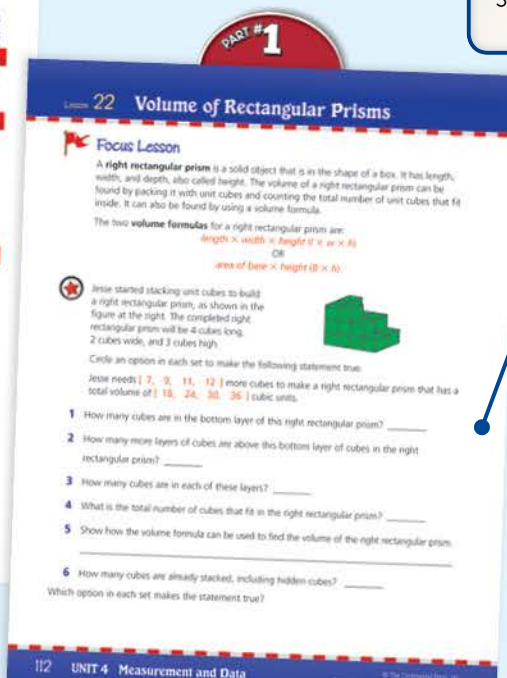 PART #1
Lesson 22 Volume of Rectangular Prisms
Focus Lesson
A right rectangular prism is a solid object that is in the shape of a box. It has length,
width, and depth, also called height. The volume of a right rectangular prism can be
found by packing it with unit cubes and counting the total number of unit cubes that fit
inside. It can also be found by using a volume formula.
The two volume formulas for a right rectangular prism are:
length × width × height (l × w × h)
OR
area of base × height (B × h)
Jesse started stacking unit cubes to build
a right rectangular prism, as shown in the
figure at the right. The completed right
rectangular prism will be 4 cubes long,
2 cubes wide, and 3 cubes high.
Circle an option in each set to make the following statement true.
Jesse needs [ 7, 9, 11, 12 ] more cubes to make a right rectangular prism that has a
total volume of [ 18, 24, 30, 36 ] cubic units.
1 How many cubes are in the bottom layer of this right rectangular prism? ______
2 How many more layers of cubes are above this bottom layer of cubes in the right
rectangular prism? ______
3 How many cubes are in each of these layers? ______
4 What is the total number of cubes that fit in the right rectangular prism? ______
5 Show how the volume formula can be used to find the volume of the right rectangular prism.
6 How many cubes are already stacked, including hidden cubes? ______
Which option in each set makes the statement true?
112 UNIT 4 Measurement and Data